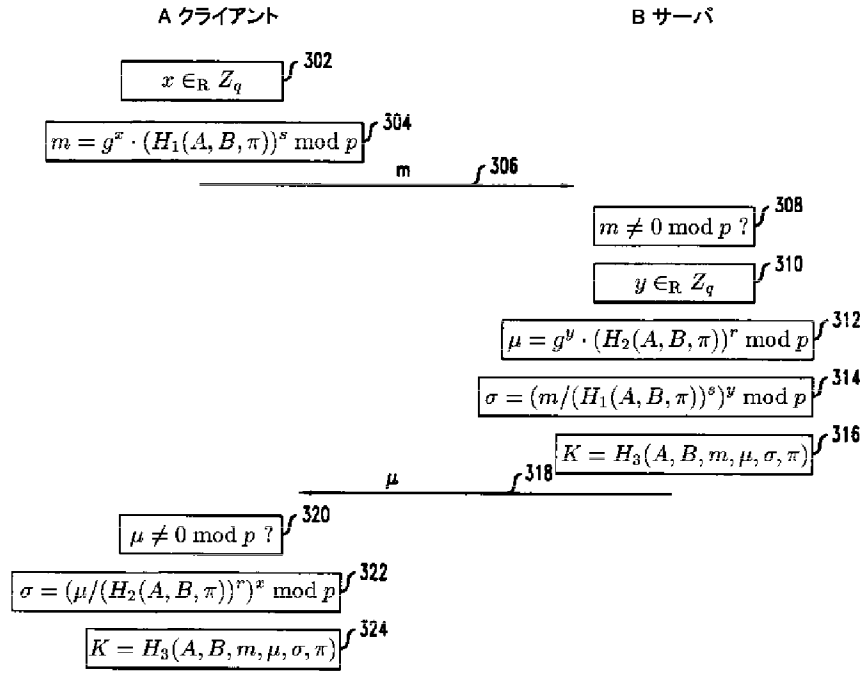 A クライアント
B サーバ
302
x ∈_R Z_q
304
m = g^x · (H_1(A, B, π))^s mod p
m
306
308
m ≠ 0 mod p ?
310
y ∈_R Z_q
312
μ = g^y · (H_2(A, B, π))^r mod p
314
σ = (m/(H_1(A, B, π))^s)^y mod p
316
K = H_3(A, B, m, μ, σ, π)
μ
318
320
μ ≠ 0 mod p ?
322
σ = (μ/(H_2(A, B, π))^r)^x mod p
324
K = H_3(A, B, m, μ, σ, π)